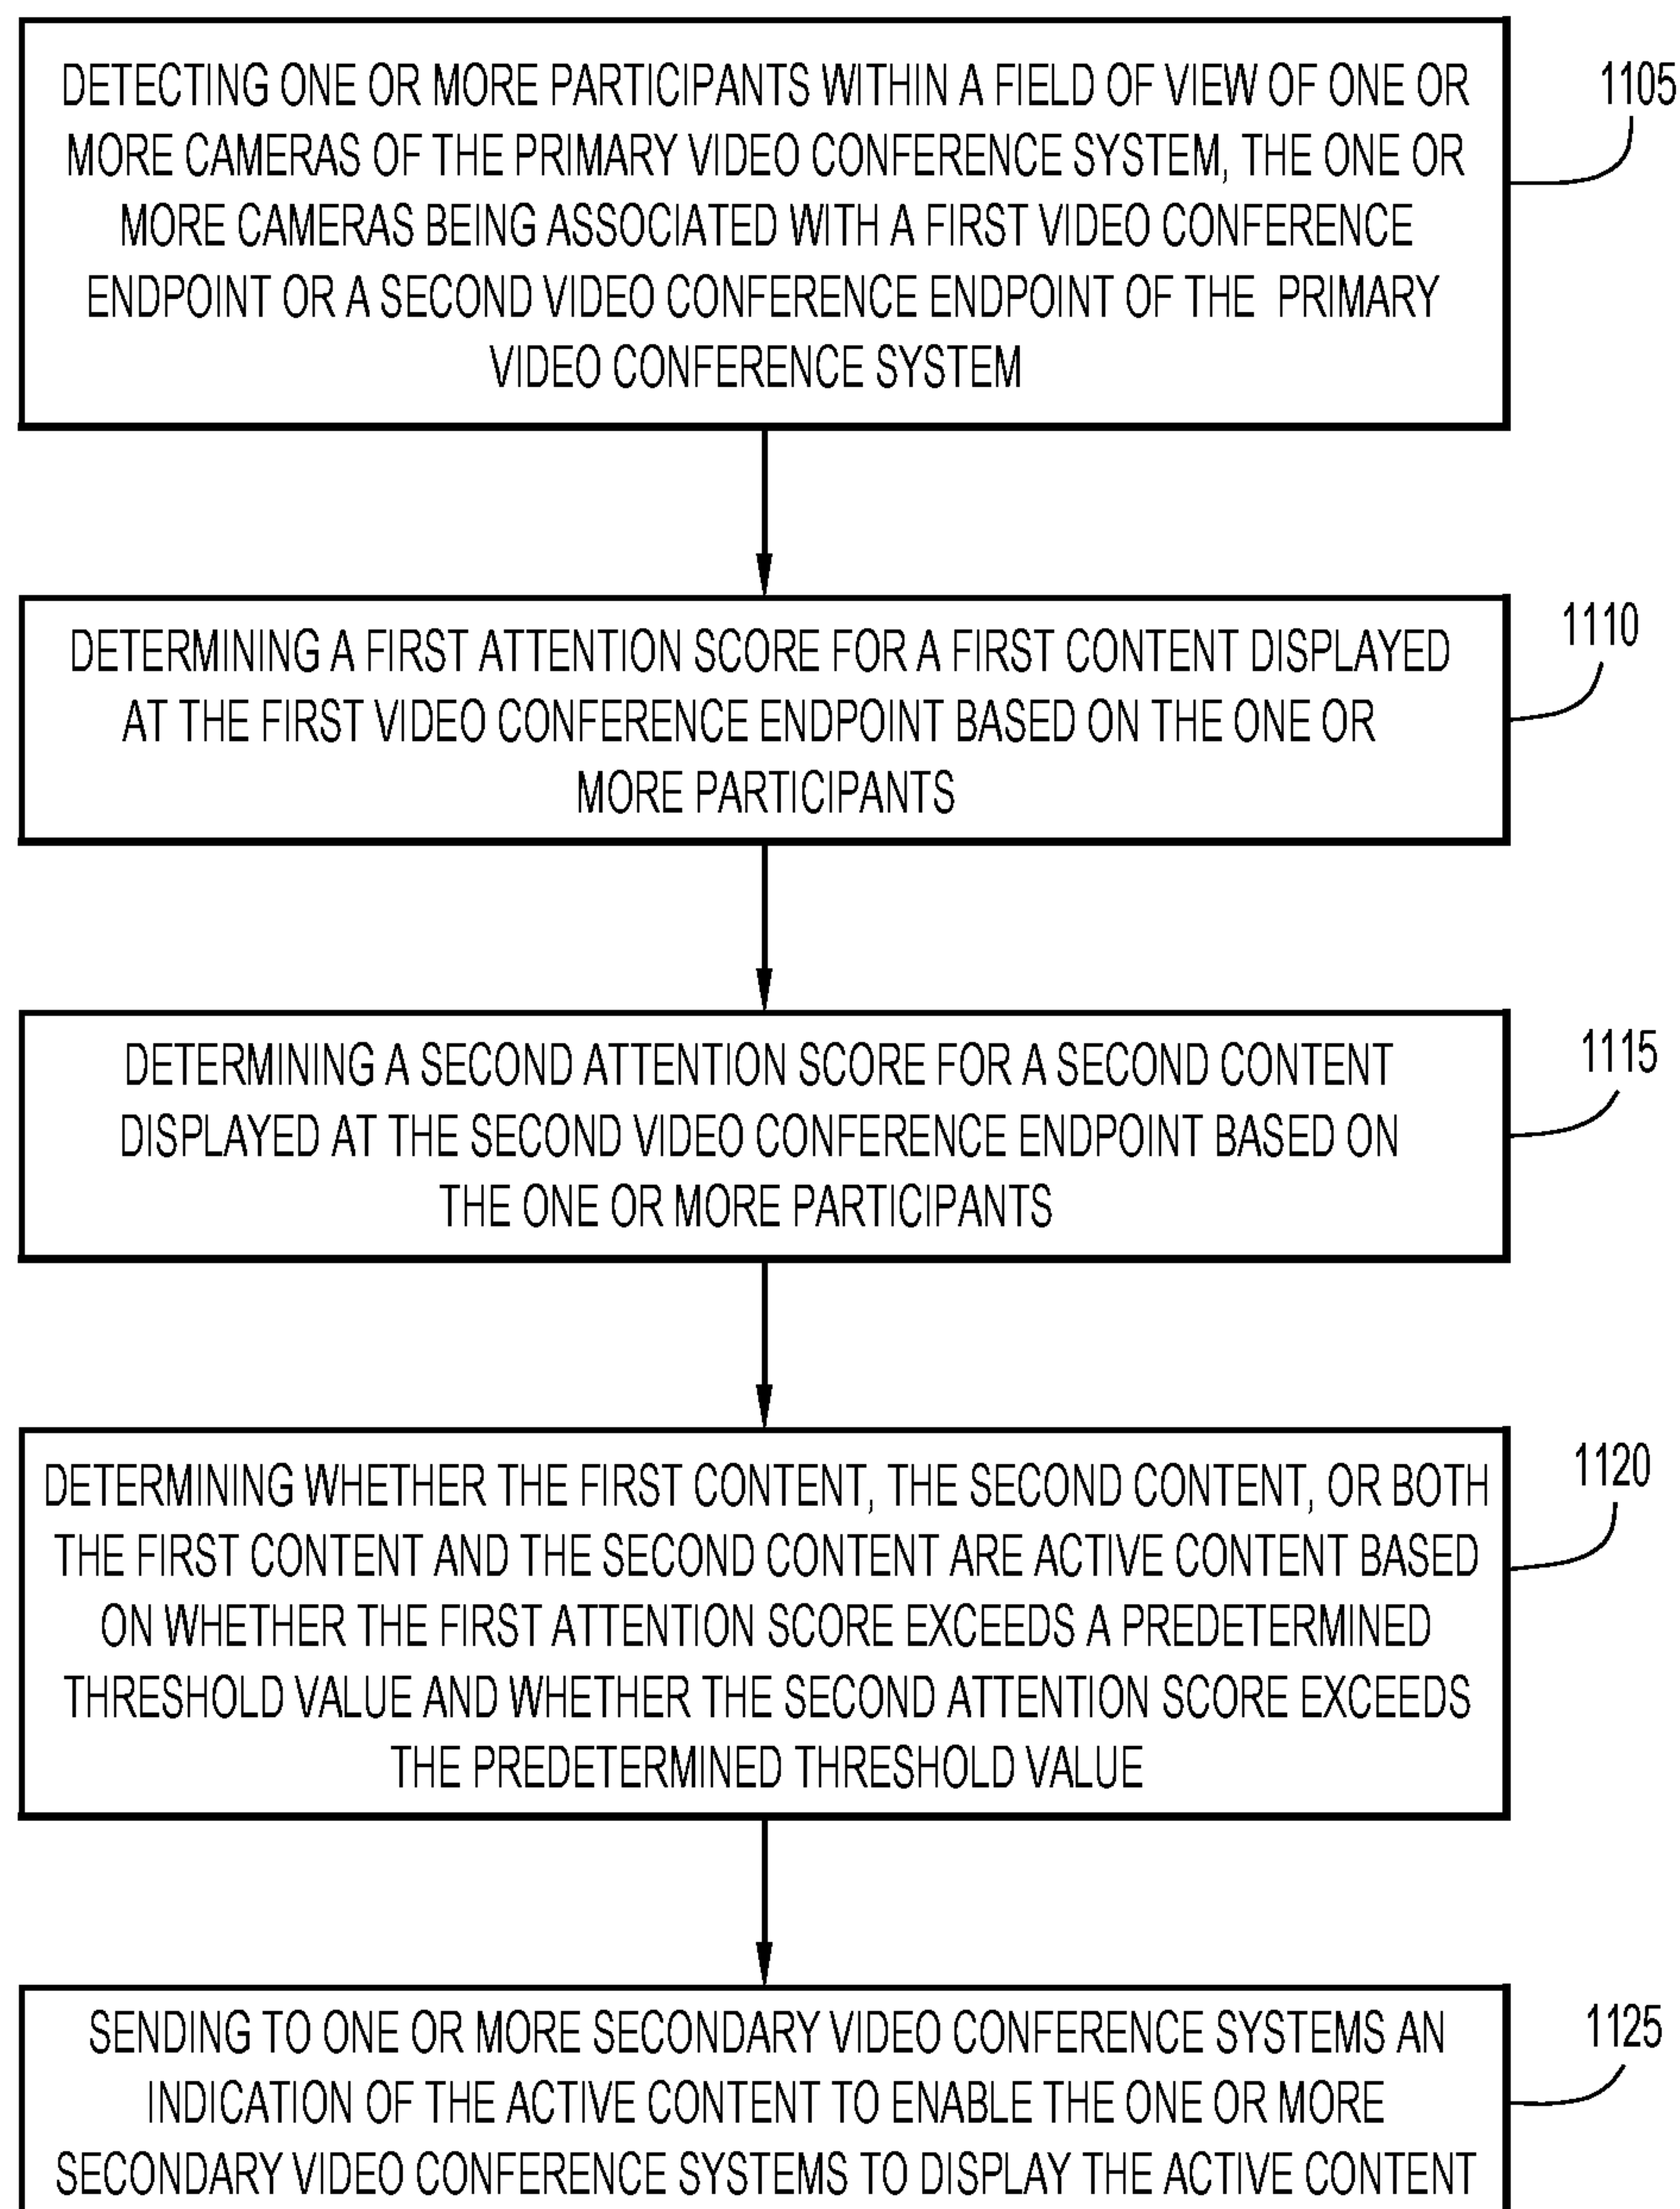 DETECTING ONE OR MORE PARTICIPANTS WITHIN A FIELD OF VIEW OF ONE OR
MORE CAMERAS OF THE PRIMARY VIDEO CONFERENCE SYSTEM, THE ONE OR
MORE CAMERAS BEING ASSOCIATED WITH A FIRST VIDEO CONFERENCE
ENDPOINT OR A SECOND VIDEO CONFERENCE ENDPOINT OF THE PRIMARY
VIDEO CONFERENCE SYSTEM
1105
DETERMINING A FIRST ATTENTION SCORE FOR A FIRST CONTENT DISPLAYED
AT THE FIRST VIDEO CONFERENCE ENDPOINT BASED ON THE ONE OR
MORE PARTICIPANTS
1110
DETERMINING A SECOND ATTENTION SCORE FOR A SECOND CONTENT
DISPLAYED AT THE SECOND VIDEO CONFERENCE ENDPOINT BASED ON
THE ONE OR MORE PARTICIPANTS
1115
DETERMINING WHETHER THE FIRST CONTENT, THE SECOND CONTENT, OR BOTH
THE FIRST CONTENT AND THE SECOND CONTENT ARE ACTIVE CONTENT BASED
ON WHETHER THE FIRST ATTENTION SCORE EXCEEDS A PREDETERMINED
THRESHOLD VALUE AND WHETHER THE SECOND ATTENTION SCORE EXCEEDS
THE PREDETERMINED THRESHOLD VALUE
1120
SENDING TO ONE OR MORE SECONDARY VIDEO CONFERENCE SYSTEMS AN
INDICATION OF THE ACTIVE CONTENT TO ENABLE THE ONE OR MORE
SECONDARY VIDEO CONFERENCE SYSTEMS TO DISPLAY THE ACTIVE CONTENT
1125